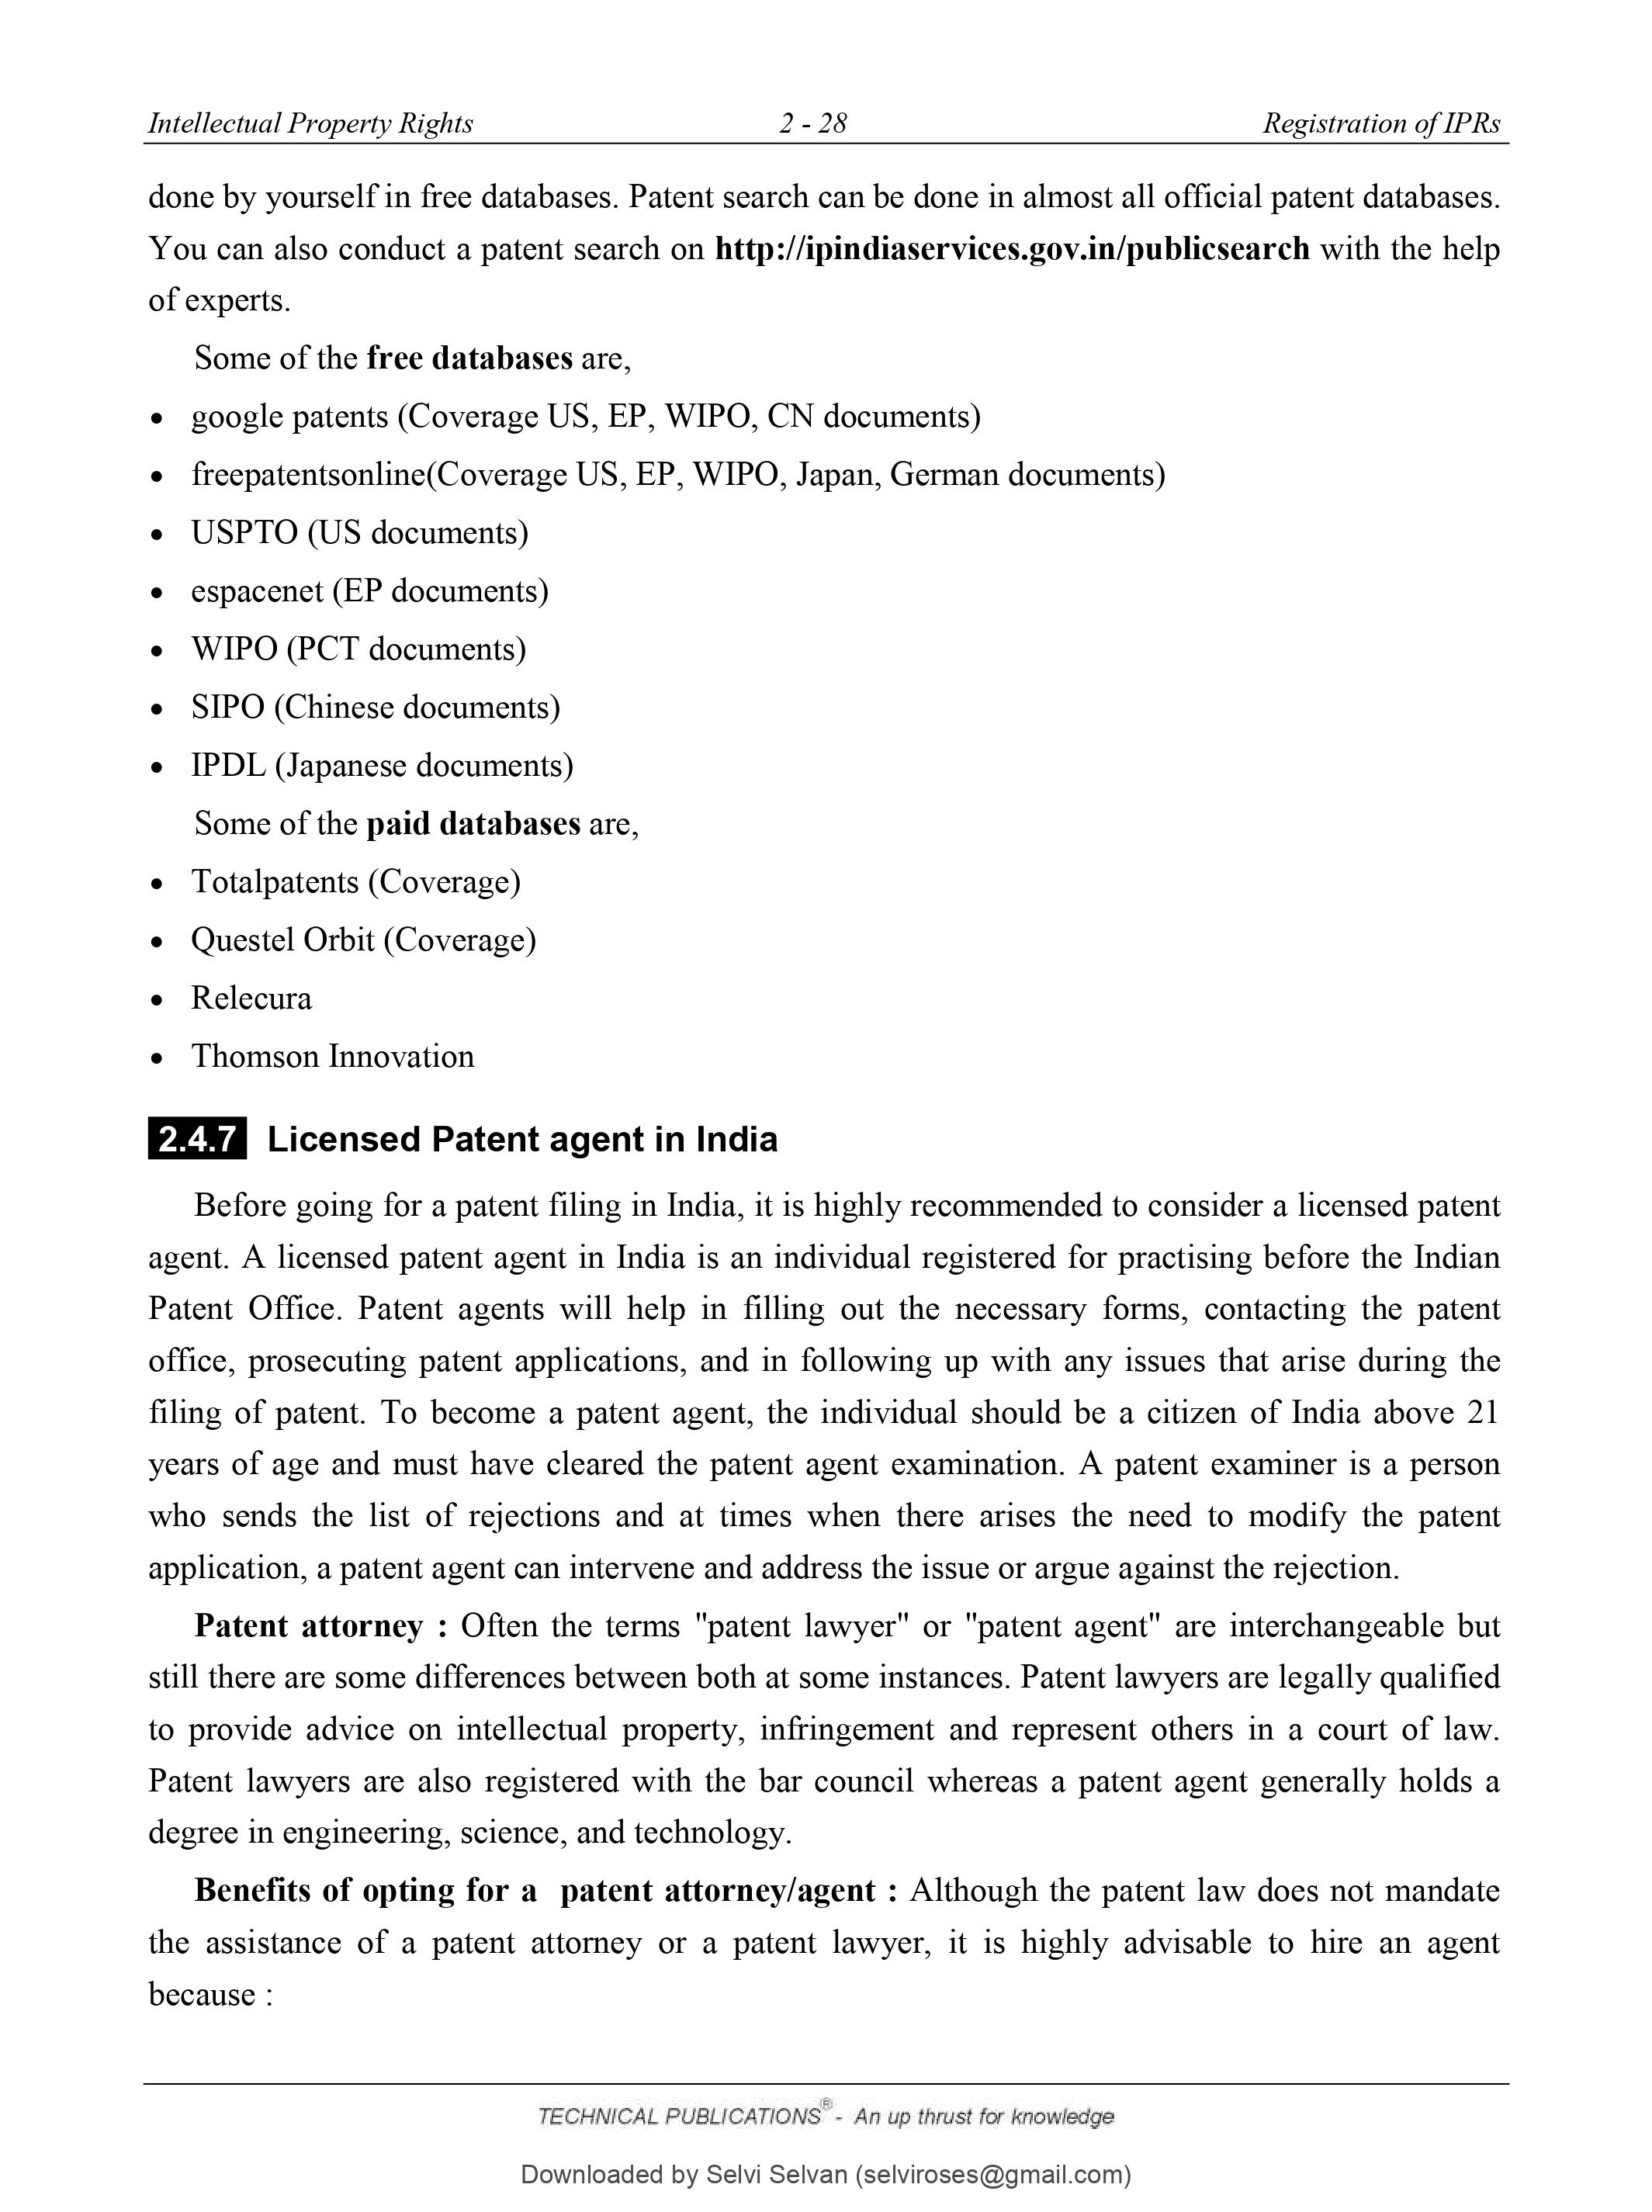 Intellectual Property Rights 2 - 28 Registration of IPRs
done by yourself in free databases. Patent search can be done in almost all official patent databases.
You can also conduct a patent search on http://ipindiaservices.gov.in/publicsearch with the help
of experts.
Some of the free databases are,
• google patents (Coverage US, EP, WIPO, CN documents)
• freepatentsonline(Coverage US, EP, WIPO, Japan, German documents)
• USPTO (US documents)
• espacenet (EP documents)
• WIPO (PCT documents)
• SIPO (Chinese documents)
• IPDL (Japanese documents)
Some of the paid databases are,
• Totalpatents (Coverage)
• Questel Orbit (Coverage)
• Relecura
• Thomson Innovation
2.4.7 Licensed Patent agent in India
Before going for a patent filing in India, it is highly recommended to consider a licensed patent
agent. A licensed patent agent in India is an individual registered for practising before the Indian
Patent Office. Patent agents will help in filling out the necessary forms, contacting the patent
office, prosecuting patent applications, and in following up with any issues that arise during the
filing of patent. To become a patent agent, the individual should be a citizen of India above 21
years of age and must have cleared the patent agent examination. A patent examiner is a person
who sends the list of rejections and at times when there arises the need to modify the patent
application, a patent agent can intervene and address the issue or argue against the rejection.
Patent attorney : Often the terms "patent lawyer" or "patent agent" are interchangeable but
still there are some differences between both at some instances. Patent lawyers are legally qualified
to provide advice on intellectual property, infringement and represent others in a court of law.
Patent lawyers are also registered with the bar council whereas a patent agent generally holds a
degree in engineering, science, and technology.
Benefits of opting for a patent attorney/agent : Although the patent law does not mandate
the assistance of a patent attorney or a patent lawyer, it is highly advisable to hire an agent
because :
TECHNICAL PUBLICATIONS® - An up thrust for knowledge
Downloaded by Selvi Selvan (selviroses@gmail.com)